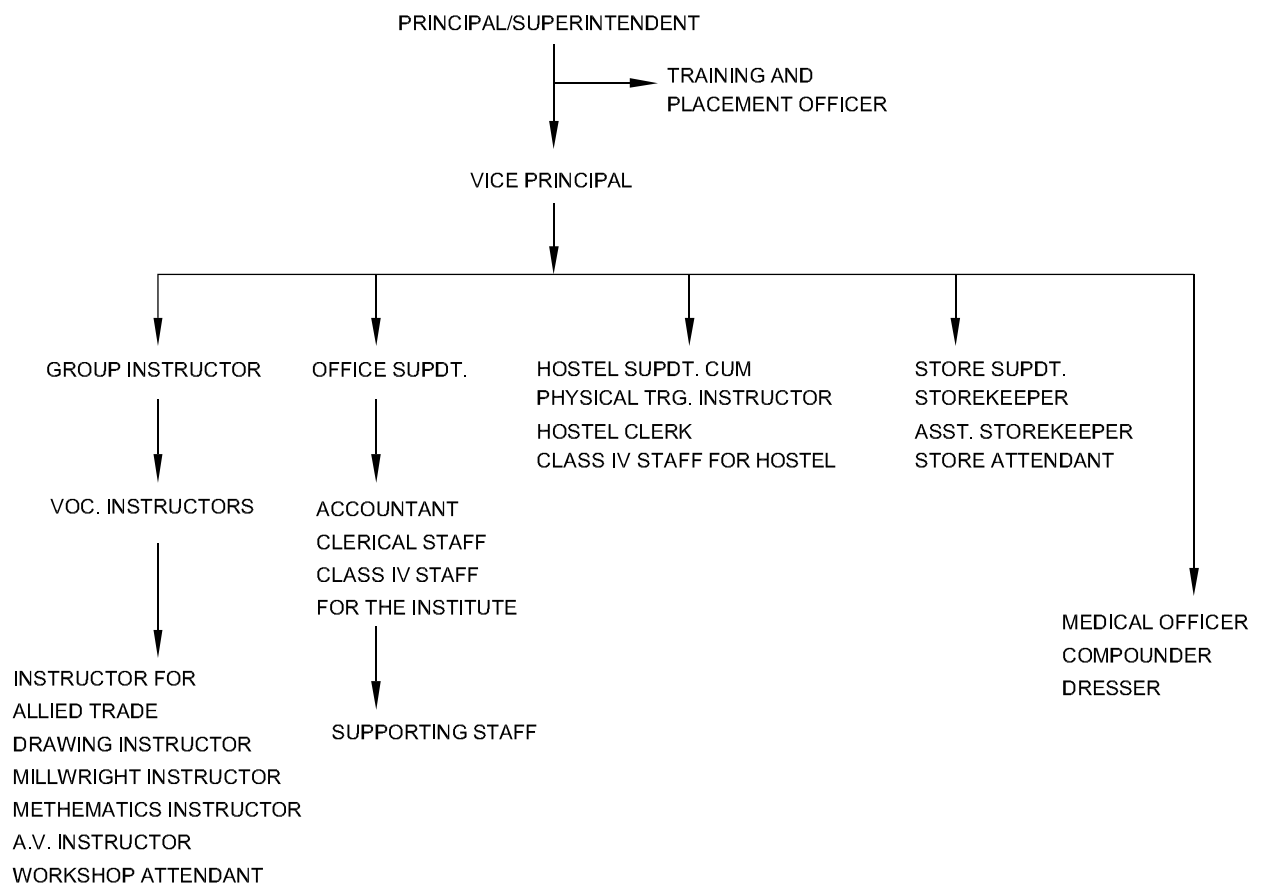 PRINCIPAL/SUPERINTENDENT
TRAINING AND
PLACEMENT OFFICER
VICE PRINCIPAL
GROUP INSTRUCTOR
VOC. INSTRUCTORS
INSTRUCTOR FOR
ALLIED TRADE
DRAWING INSTRUCTOR
MILLWRIGHT INSTRUCTOR
METHEMATICS INSTRUCTOR
A.V. INSTRUCTOR
WORKSHOP ATTENDANT
OFFICE SUPDT.
ACCOUNTANT
CLERICAL STAFF
CLASS IV STAFF
FOR THE INSTITUTE
SUPPORTING STAFF
HOSTEL SUPDT. CUM
PHYSICAL TRG. INSTRUCTOR
HOSTEL CLERK
CLASS IV STAFF FOR HOSTEL
STORE SUPDT.
STOREKEEPER
ASST. STOREKEEPER
STORE ATTENDANT
MEDICAL OFFICER
COMPOUNDER
DRESSER